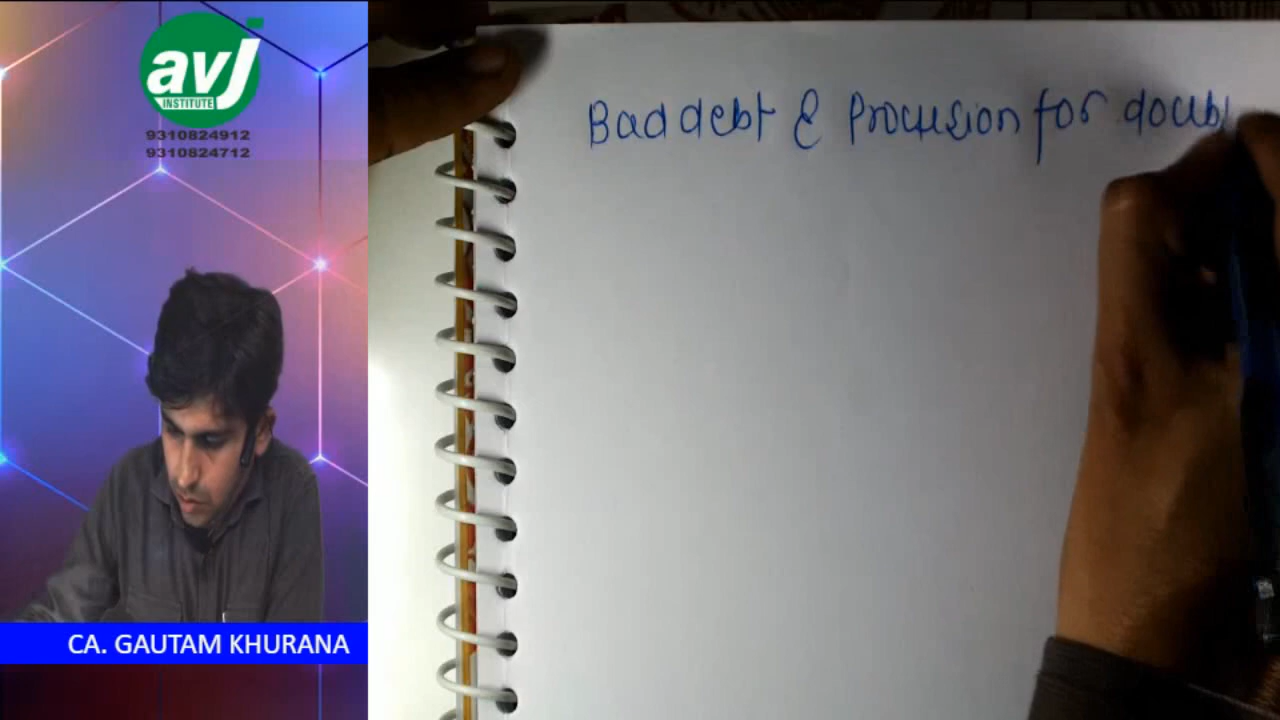 avj
INSTITUTE
9310824912
9310824712
Bad debt & Provision for doub
CA. GAUTAM KHURANA